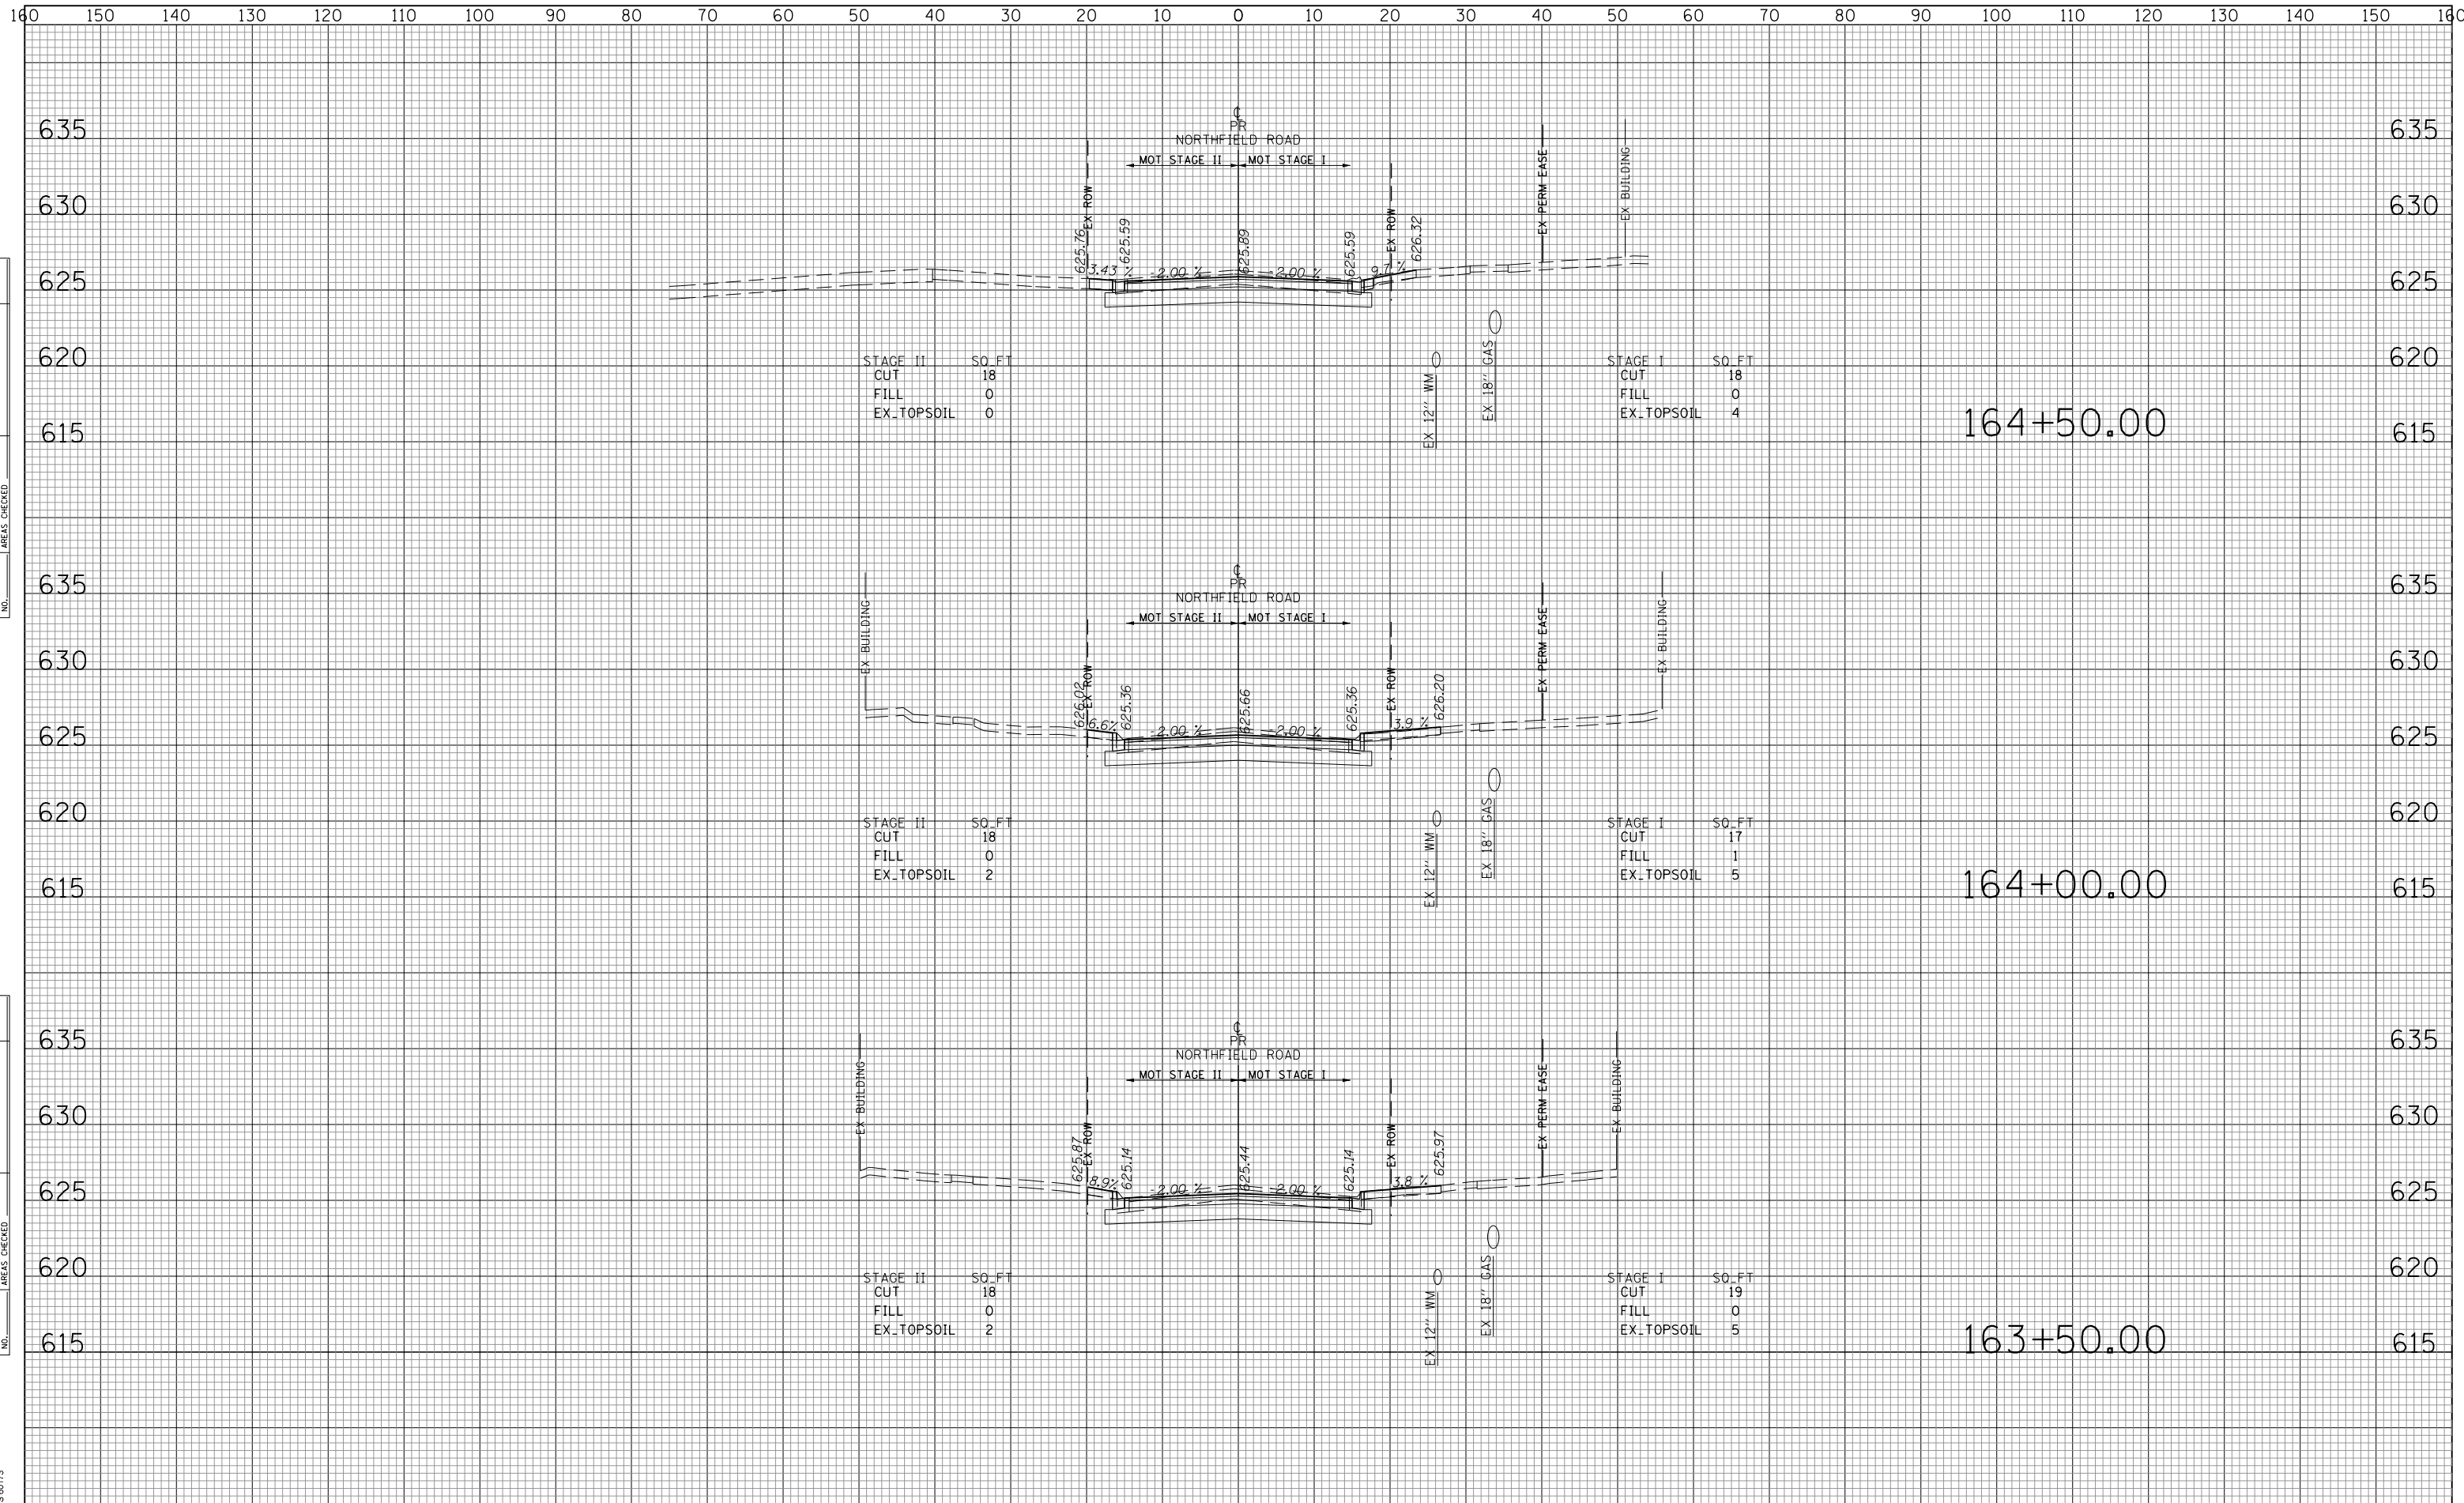 160 150 140 130 120 110 100 90 80 70 60 50 40 30 20 10 0 10 20 30 40 50 60 70 80 90 100 110 120 130 140 150 160
℄
PR
NORTHFIELD ROAD
MOT STAGE II MOT STAGE I
635 635
630 630
625 625
620 620
615 615
EX ROW
EX ROW
EX PERM EASE
EX BUILDING
625.76
625.59
625.89
625.59
626.32
3.43 % -2.00 % -2.00 % 9.7 %
STAGE II SQ_FT
CUT 18
FILL 0
EX_TOPSOIL 0
EX 12'' WM
EX 18'' GAS
STAGE I SQ_FT
CUT 18
FILL 0
EX_TOPSOIL 4
164+50.00
℄
PR
NORTHFIELD ROAD
MOT STAGE II MOT STAGE I
635 635
630 630
625 625
620 620
615 615
EX BUILDING
EX ROW
EX ROW
EX PERM EASE
EX BUILDING
626.02
625.36
625.66
625.36
626.20
6.6% -2.00 % -2.00 % 3.9 %
STAGE II SQ_FT
CUT 18
FILL 0
EX_TOPSOIL 2
EX 12'' WM
EX 18'' GAS
STAGE I SQ_FT
CUT 17
FILL 1
EX_TOPSOIL 5
164+00.00
℄
PR
NORTHFIELD ROAD
MOT STAGE II MOT STAGE I
635 635
630 630
625 625
620 620
615 615
EX BUILDING
EX ROW
EX ROW
EX PERM EASE
EX BUILDING
625.87
625.14
625.44
625.14
625.97
8.9% -2.00 % -2.00 % 3.8 %
STAGE II SQ_FT
CUT 18
FILL 0
EX_TOPSOIL 2
EX 12'' WM
EX 18'' GAS
STAGE I SQ_FT
CUT 19
FILL 0
EX_TOPSOIL 5
163+50.00
NO.
AREAS CHECKED
NO.
AREAS CHECKED